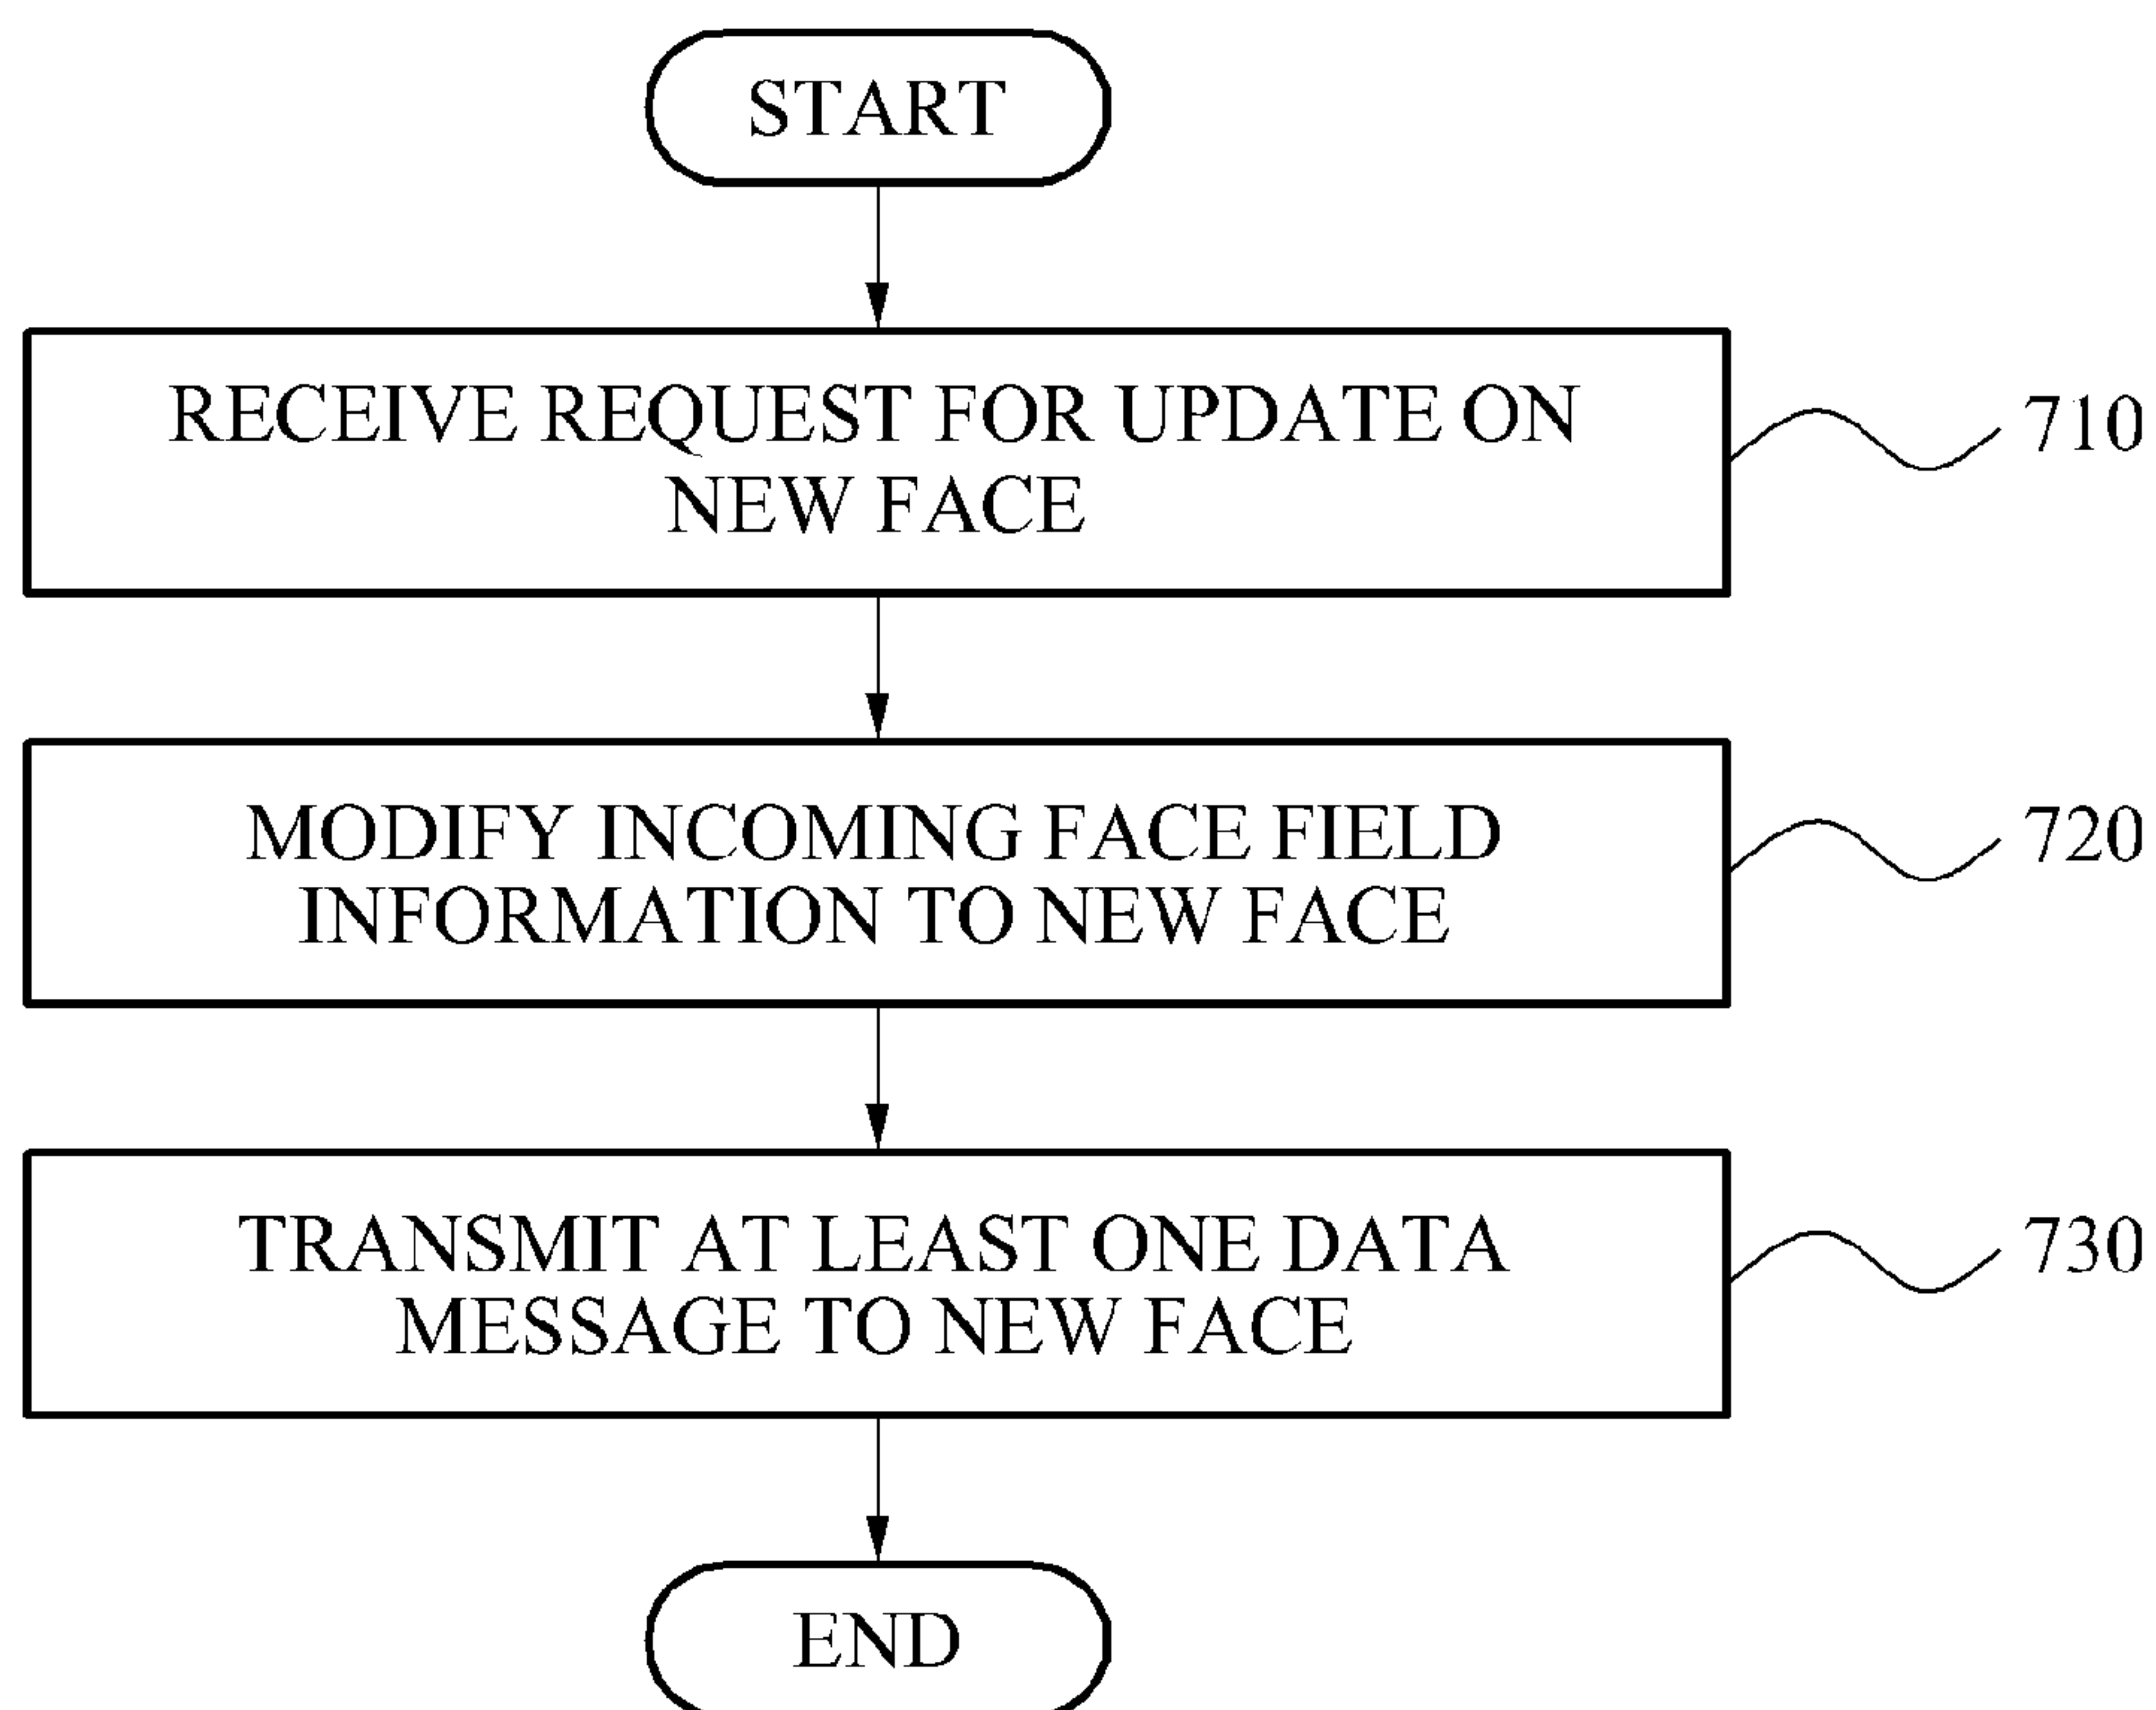 START
RECEIVE REQUEST FOR UPDATE ON
NEW FACE
710
MODIFY INCOMING FACE FIELD
INFORMATION TO NEW FACE
720
TRANSMIT AT LEAST ONE DATA
MESSAGE TO NEW FACE
730
END